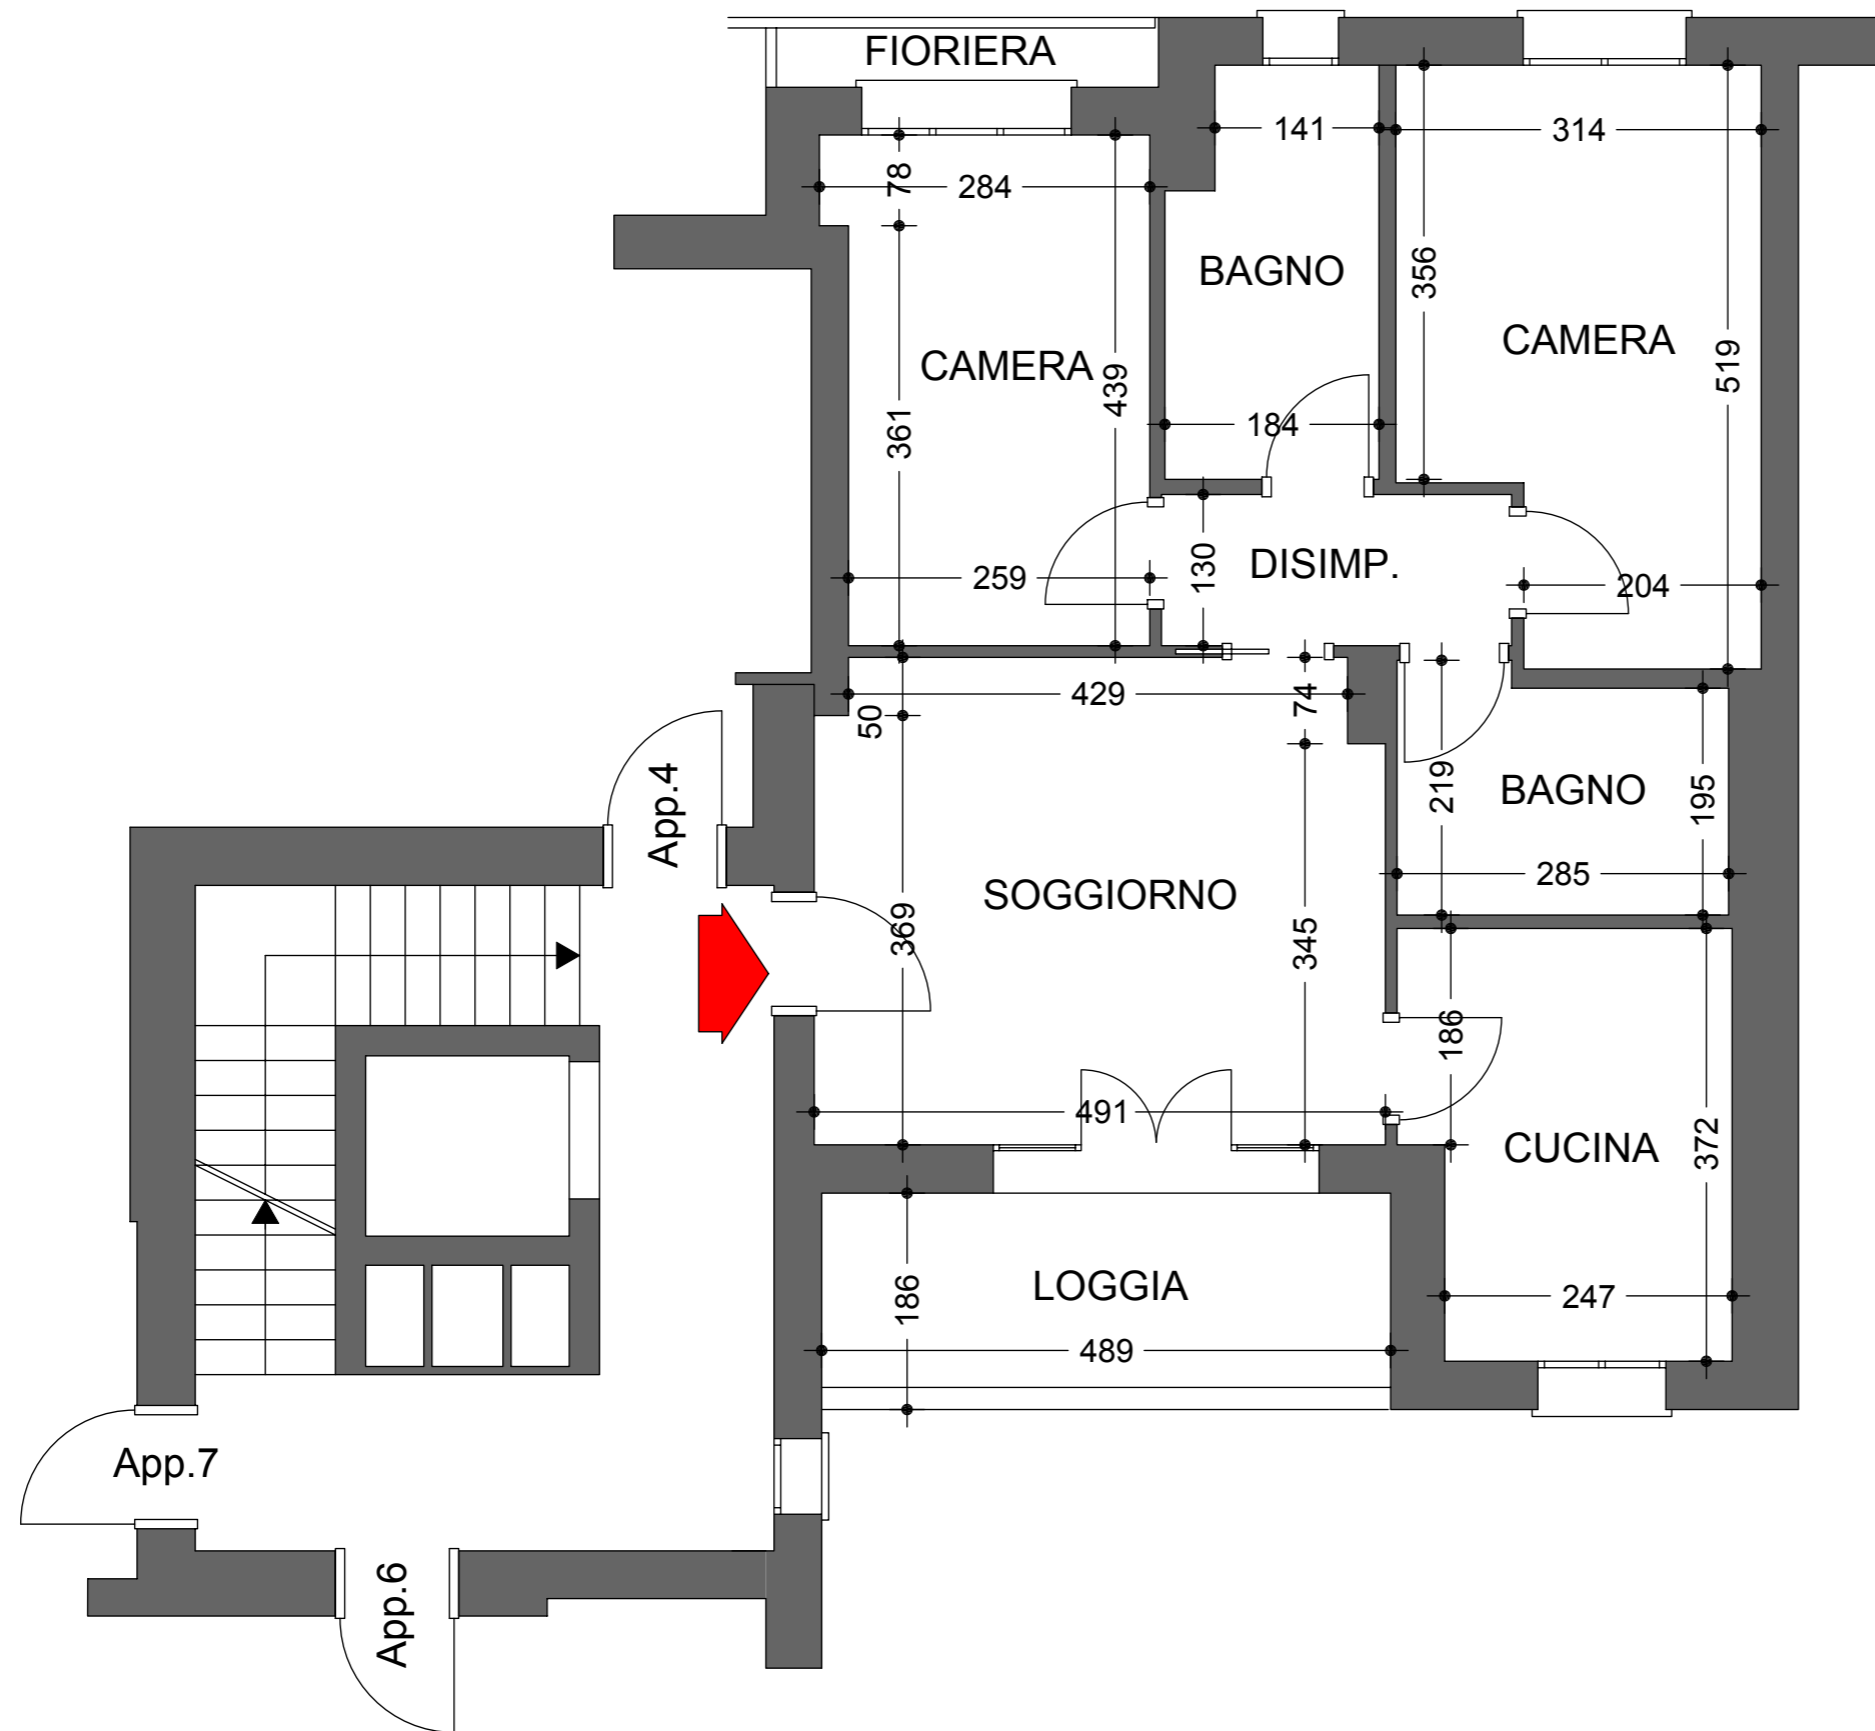 FIORIERA
141
314
78
284
BAGNO
356
CAMERA
519
CAMERA
439
361
184
259
130
DISIMP.
204
429
50
74
219
BAGNO
195
285
App.4
SOGGIORNO
369
345
186
491
CUCINA
372
LOGGIA
186
247
489
App.7
App.6